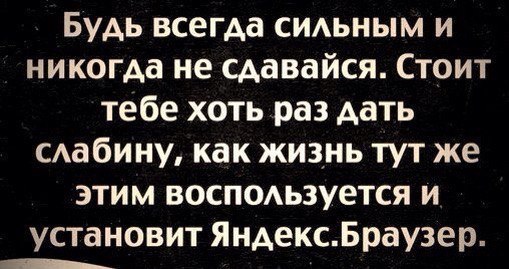 Будь всегда сильным и
никогда не сдавайся. Стоит
тебе хоть раз дать
слабину, как жизнь тут же
этим воспользуется и
установит Яндекс.Браузер.